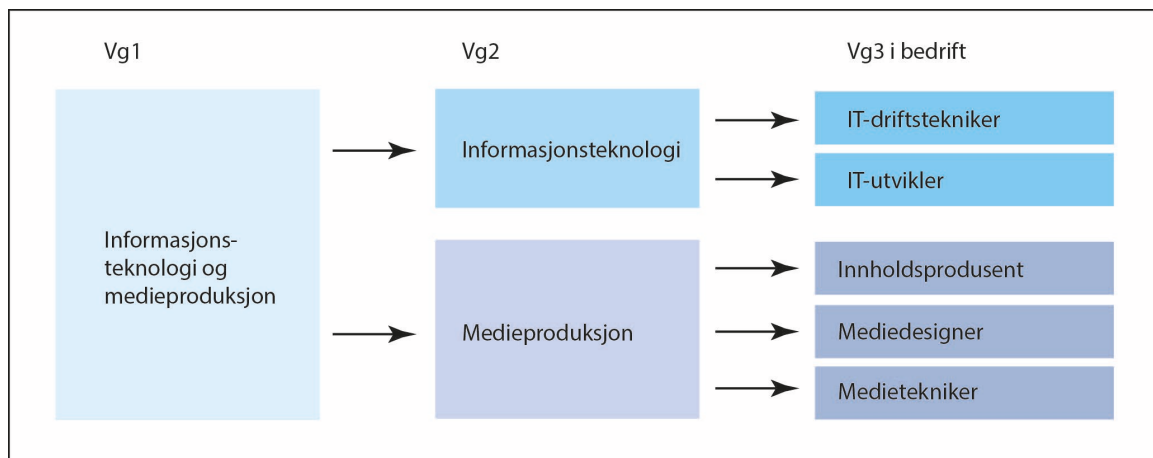 Vg1
Vg2
Vg3 i bedrift
Informasjons-
teknologi og
medieproduksjon
Informasjonsteknologi
Medieproduksjon
IT-driftstekniker
IT-utvikler
Innholdsprodusent
Mediedesigner
Medietekniker